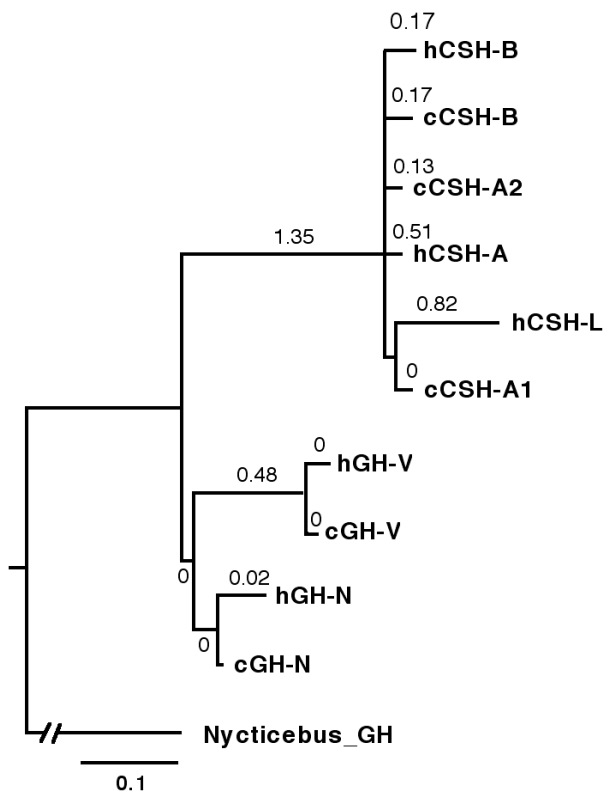 0.17
hCSH-B
0.17
cCSH-B
0.13
cCSH-A2
1.35
0.51
hCSH-A
0.82
hCSH-L
0
cCSH-A1
0
hGH-V
0.48
0
cGH-V
0
0.02
hGH-N
0
cGH-N
Nycticebus_GH
0.1